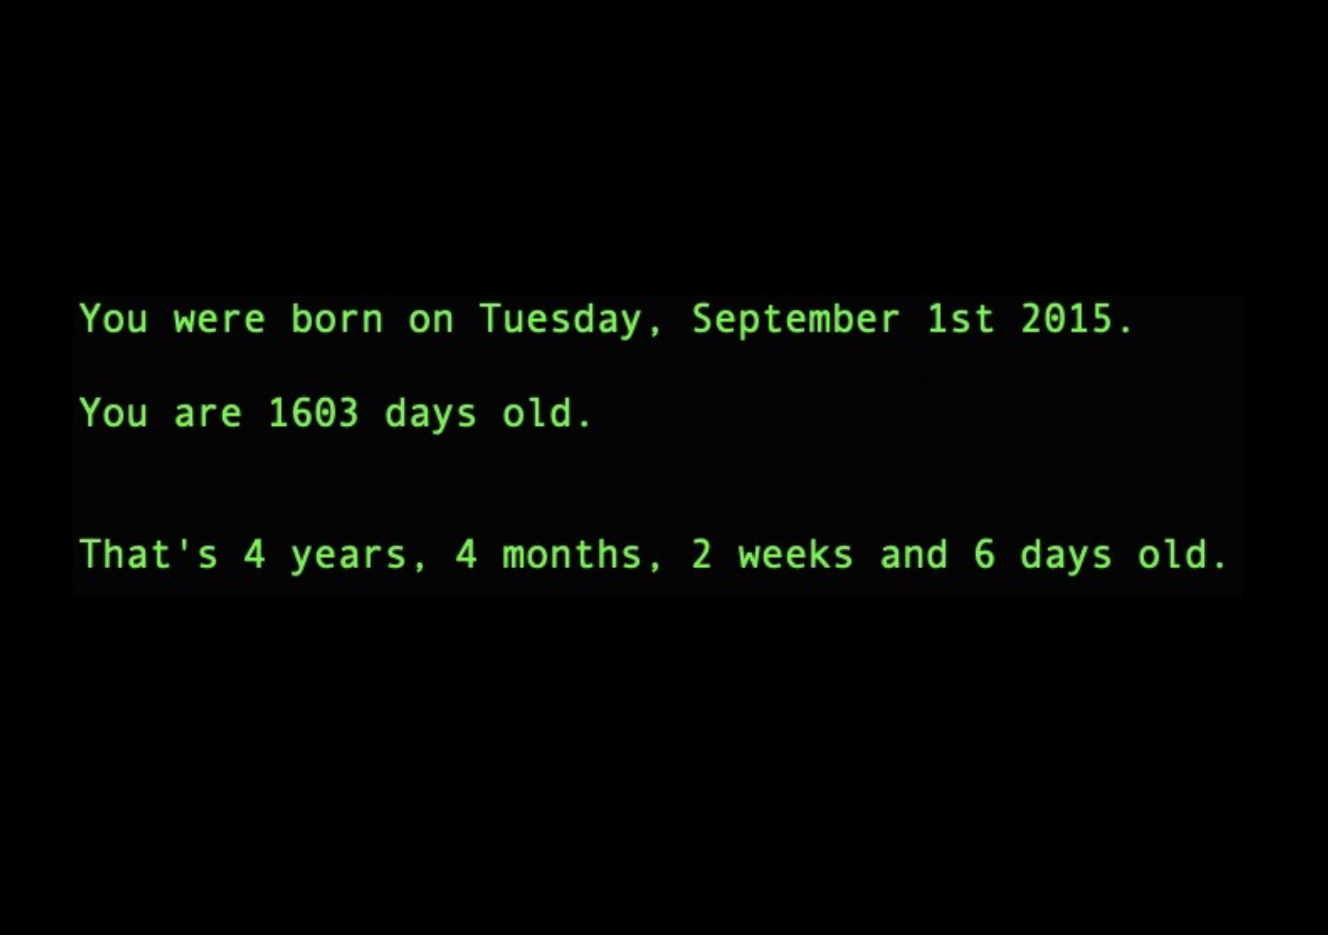 You were born on Tuesday, September 1st 2015.
You are 1603 days old.
That's 4 years, 4 months, 2 weeks and 6 days old.